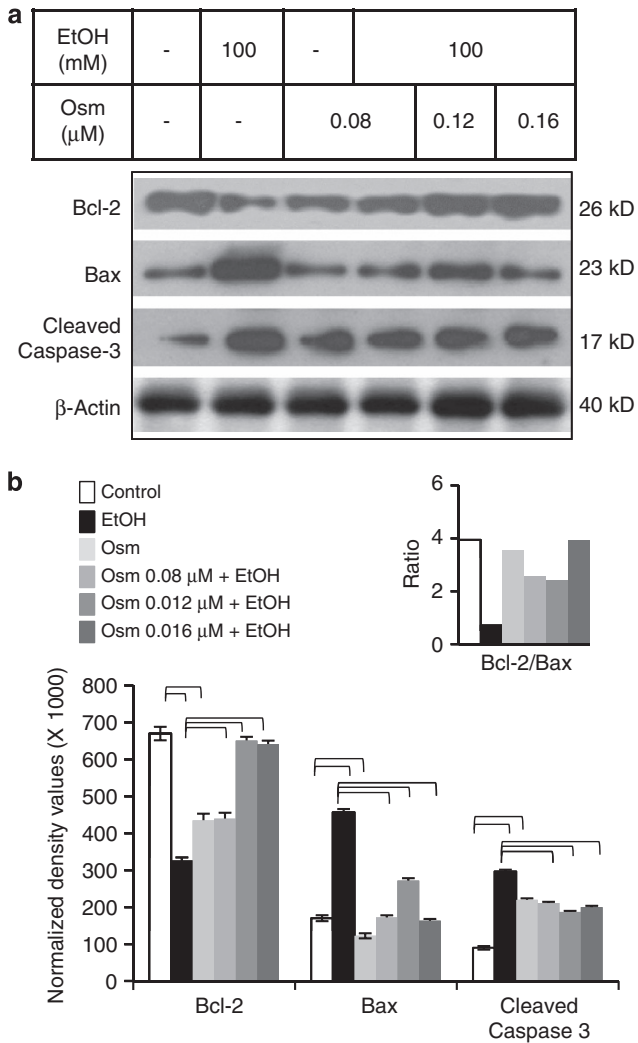 a
EtOH (mM) - 100 - 100
Osm (μM) - - 0.08 0.12 0.16
Bcl-2 26 kD
Bax 23 kD
Cleaved Caspase-3 17 kD
β-Actin 40 kD
b
Control
EtOH
Osm
Osm 0.08 μM + EtOH
Osm 0.012 μM + EtOH
Osm 0.016 μM + EtOH
Ratio
6
4
2
0
Bcl-2/Bax
Normalized density values (X 1000)
800
700
600
500
400
300
200
100
0
Bcl-2 Bax Cleaved
Caspase 3